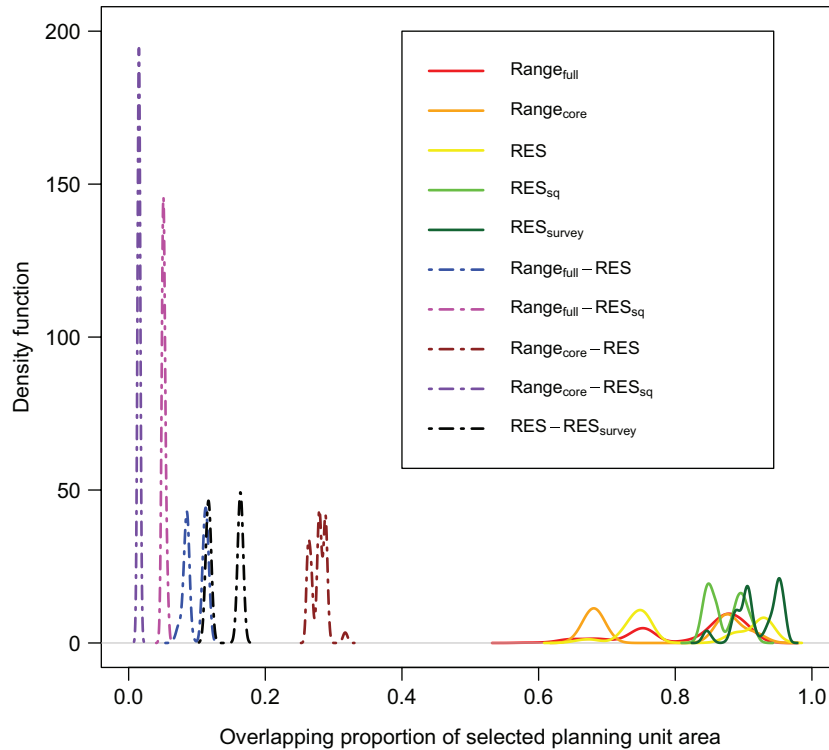 200
150
100
50
0
Density function
0.0 0.2 0.4 0.6 0.8 1.0
Overlapping proportion of selected planning unit area
Rangefull
Rangecore
RES
RESsq
RESsurvey
Rangefull–RES
Rangefull–RESsq
Rangecore–RES
Rangecore–RESsq
RES–RESsurvey